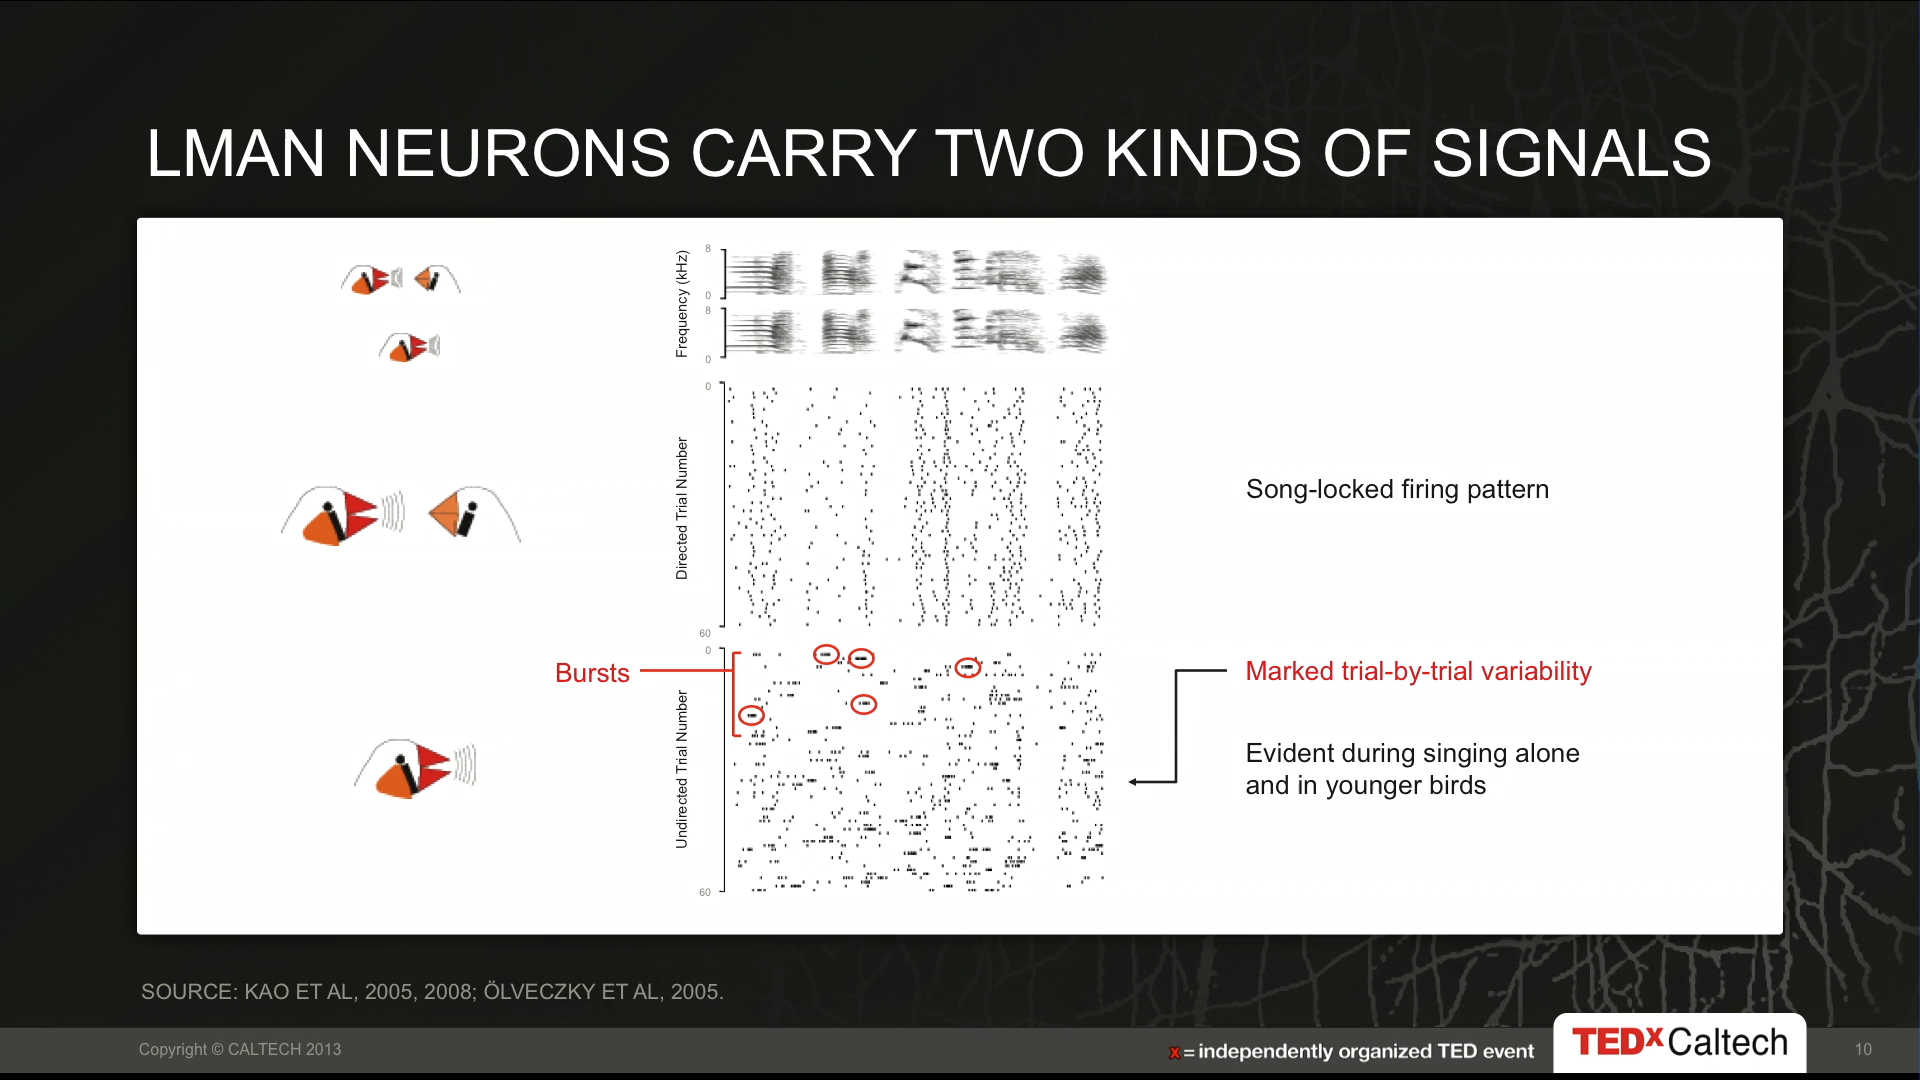 LMAN NEURONS CARRY TWO KINDS OF SIGNALS
Frequency (kHz)
8
0
8
0
0
Directed Trial Number
60
Song-locked firing pattern
0
Bursts
Undirected Trial Number
60
Marked trial-by-trial variability
Evident during singing alone
and in younger birds
SOURCE: KAO ET AL, 2005, 2008; ÖLVECZKY ET AL, 2005.
Copyright © CALTECH 2013
x = independently organized TED event
TEDxCaltech
10